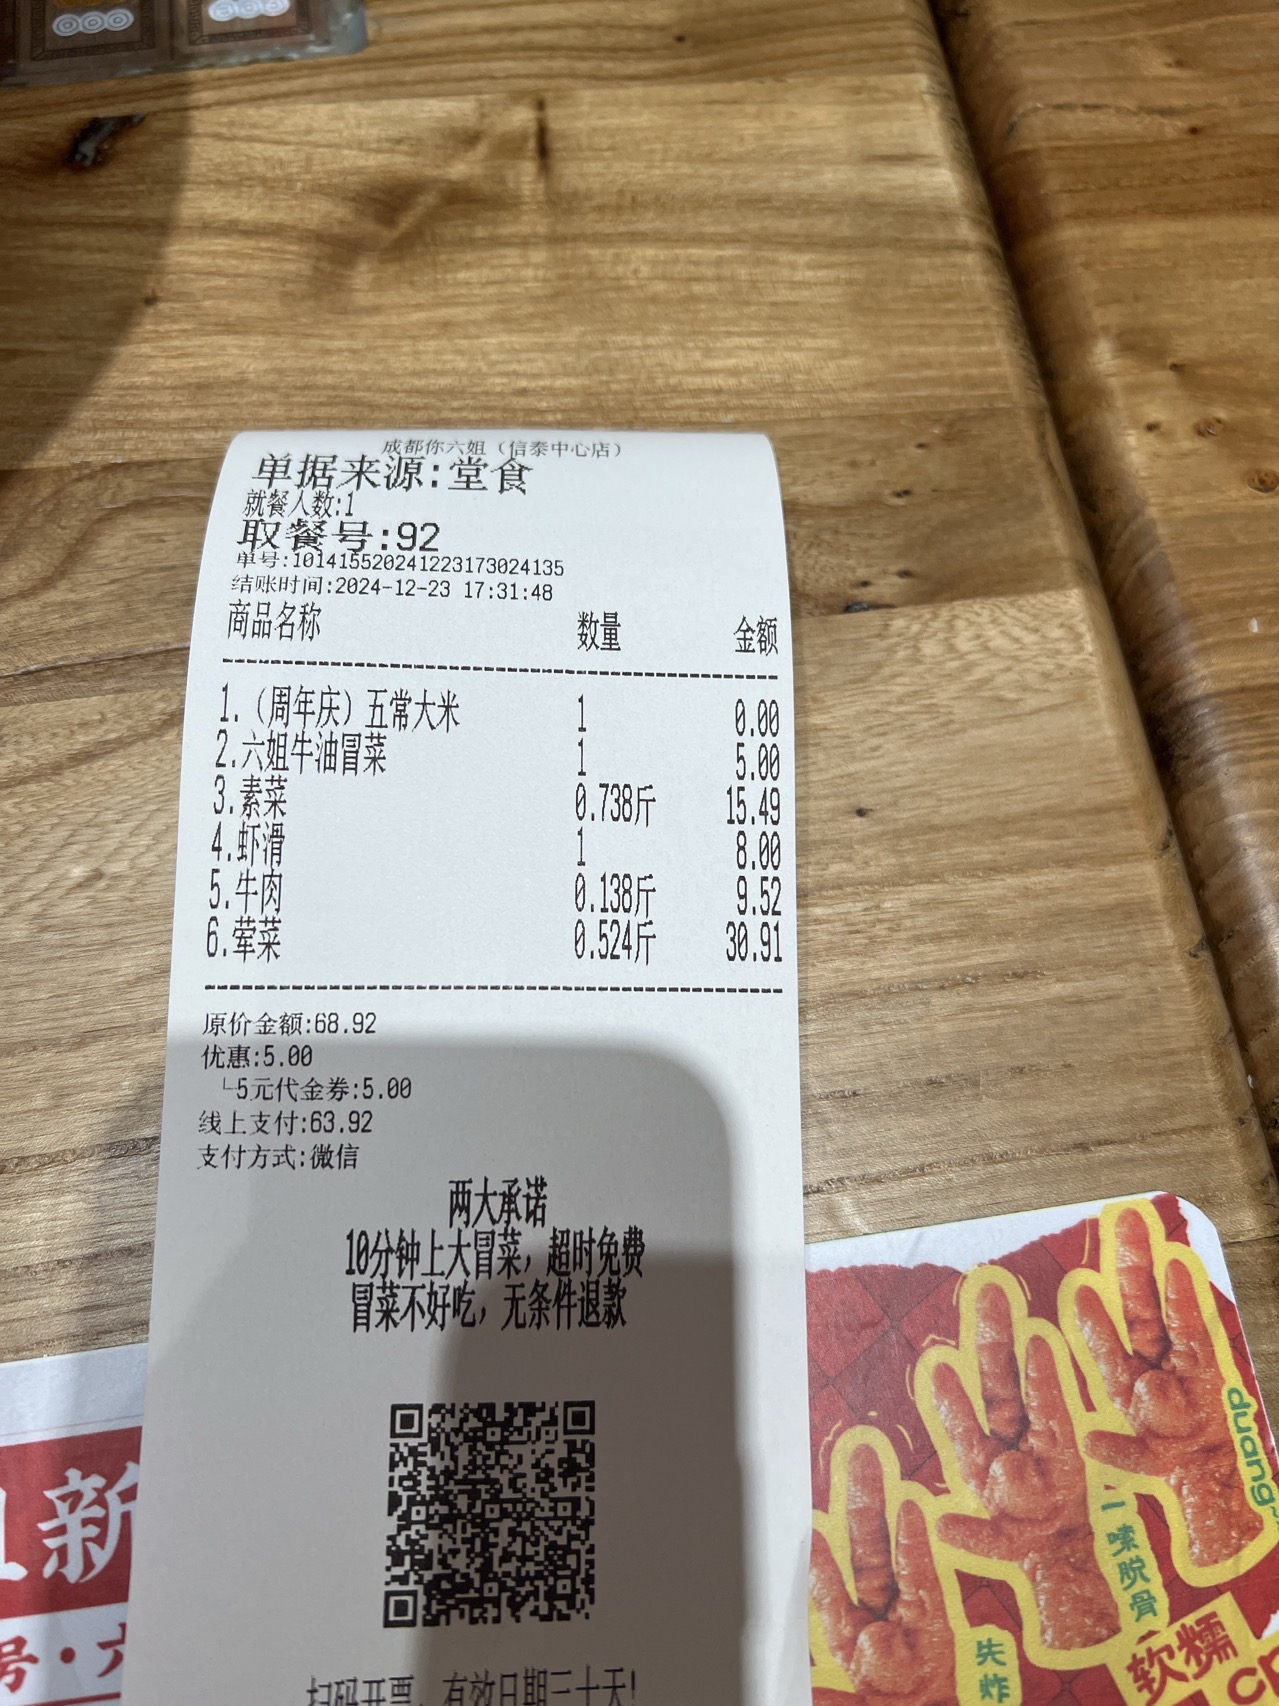 成都你六姐（信泰中心店）
单据来源:堂食
就餐人数:1
取餐号:92
单号:101415520241223173024135
结账时间:2024-12-23 17:31:48
商品名称 数量 金额
1.（周年庆）五常大米 1 0.00
2.六姐牛油冒菜 1 5.00
3.素菜 0.738斤 15.49
4.虾滑 1 8.00
5.牛肉 0.138斤 9.52
6.荤菜 0.524斤 30.91
原价金额:68.92
优惠:5.00
└5元代金券:5.00
线上支付:63.92
支付方式:微信
两大承诺
10分钟上大冒菜，超时免费
冒菜不好吃，无条件退款
扫码开票，有效日期三十天!
新
号·六
duang~
一嗦脱骨
先炸
软糯